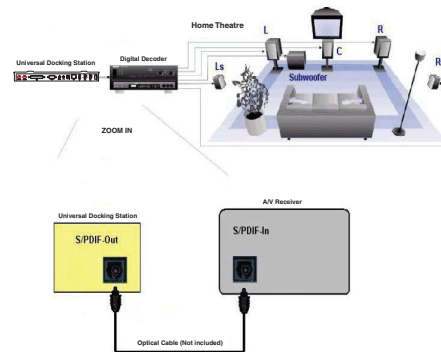 Home Theatre
L
R
C
Digital Decoder
Universal Docking Station
Ls
Subwoofer
R
ZOOM IN
A/V Receiver
Universal Docking Station
S/PDIF-Out
S/PDIF-In
Optical Cable (Not included)